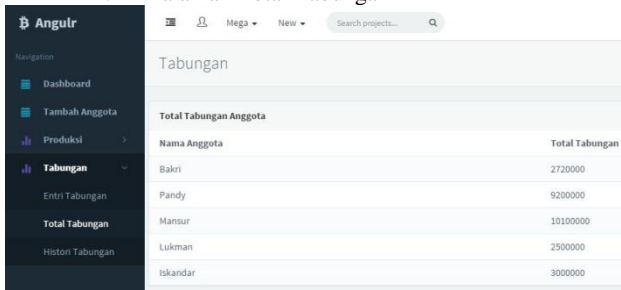 Angulr
Mega
New
Search projects...
Navigation
Dashboard
Tambah Anggota
Produksi
Tabungan
Entri Tabungan
Total Tabungan
Histori Tabungan
Tabungan
Total Tabungan Anggota
Nama Anggota Total Tabungan
Bakri 2720000
Pandy 9200000
Mansur 10100000
Lukman 2500000
Iskandar 3000000